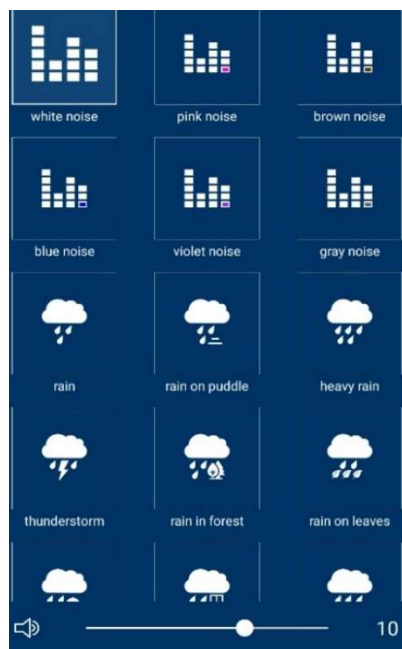 white noise pink noise brown noise
blue noise violet noise gray noise
rain rain on puddle heavy rain
thunderstorm rain in forest rain on leaves
10